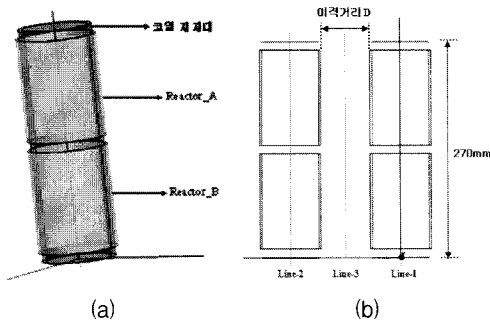 코일 지지대
Reactor_A
Reactor_B
(a)
이격거리 D
270mm
Line-2
Line-3
Line-1
(b)